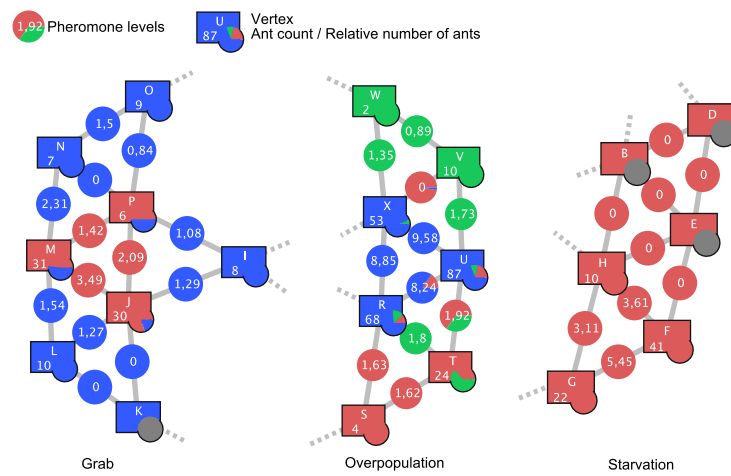 1,92 Pheromone levels
U
87
Vertex
Ant count / Relative number of ants
O
9
1,5
N
7
0,84
0
P
6
2,31
1,42
1,08
M
31
2,09
I
8
3,49
1,29
J
30
1,54
1,27
L
10
0
0
K
Grab
W
2
0,89
1,35
V
10
0
X
53
1,73
9,58
8,85
U
87
8,24
R
68
1,92
1,8
T
24
1,63
1,62
S
4
Overpopulation
D
B
0
0
0
0
E
H
10
0
0
3,61
3,11
F
41
5,45
G
22
Starvation